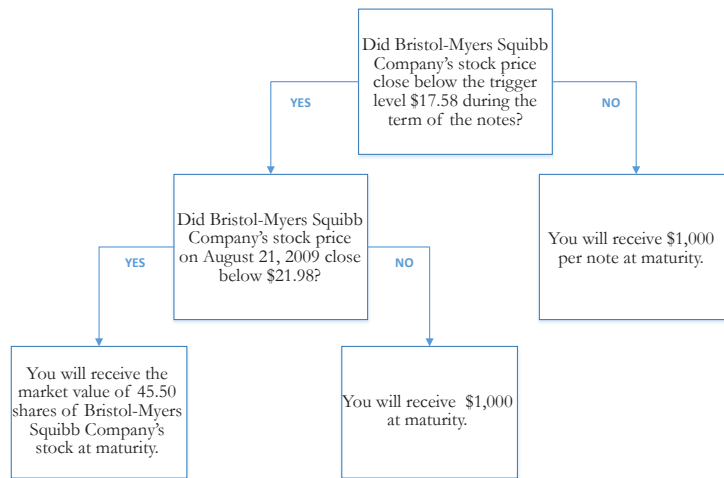 Did Bristol-Myers Squibb
Company's stock price
close below the trigger
level $17.58 during the
term of the notes?
YES
NO
Did Bristol-Myers Squibb
Company's stock price
on August 21, 2009 close
below $21.98?
You will receive $1,000
per note at maturity.
YES
NO
You will receive the
market value of 45.50
shares of Bristol-Myers
Squibb Company's
stock at maturity.
You will receive $1,000
at maturity.